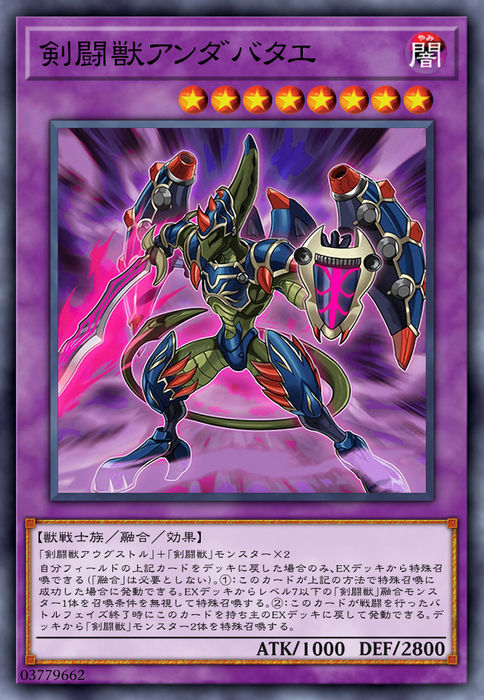 剣闘獣アンダバタエ
やみ
闇
【獣戦士族／融合／効果】
「剣闘獣アウグストル」＋「剣闘獣」モンスター×2
自分フィールドの上記カードをデッキに戻した場合のみ、EXデッキから特殊召
喚できる(「融合」は必要としない)。①：このカードが上記の方法で特殊召喚に
成功した場合に発動できる。EXデッキからレベル7以下の「剣闘獣」融合モンス
ター1体を召喚条件を無視して特殊召喚する。②：このカードが戦闘を行ったバ
トルフェイズ終了時にこのカードを持ち主のEXデッキに戻して発動できる。デ
ッキから「剣闘獣」モンスター2体を特殊召喚する。
ATK/1000 DEF/2800
03779662